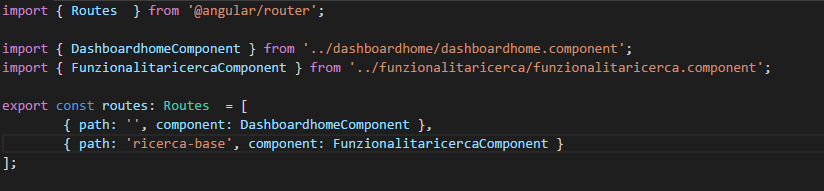 import { Routes  } from '@angular/router';
import { DashboardhomeComponent } from '../dashboardhome/dashboardhome.component';
import { FunzionalitaricercaComponent } from '../funzionalitaricerca/funzionalitaricerca.component';
export const routes: Routes  = [
        { path: '', component: DashboardhomeComponent },
        { path: 'ricerca-base', component: FunzionalitaricercaComponent }
];